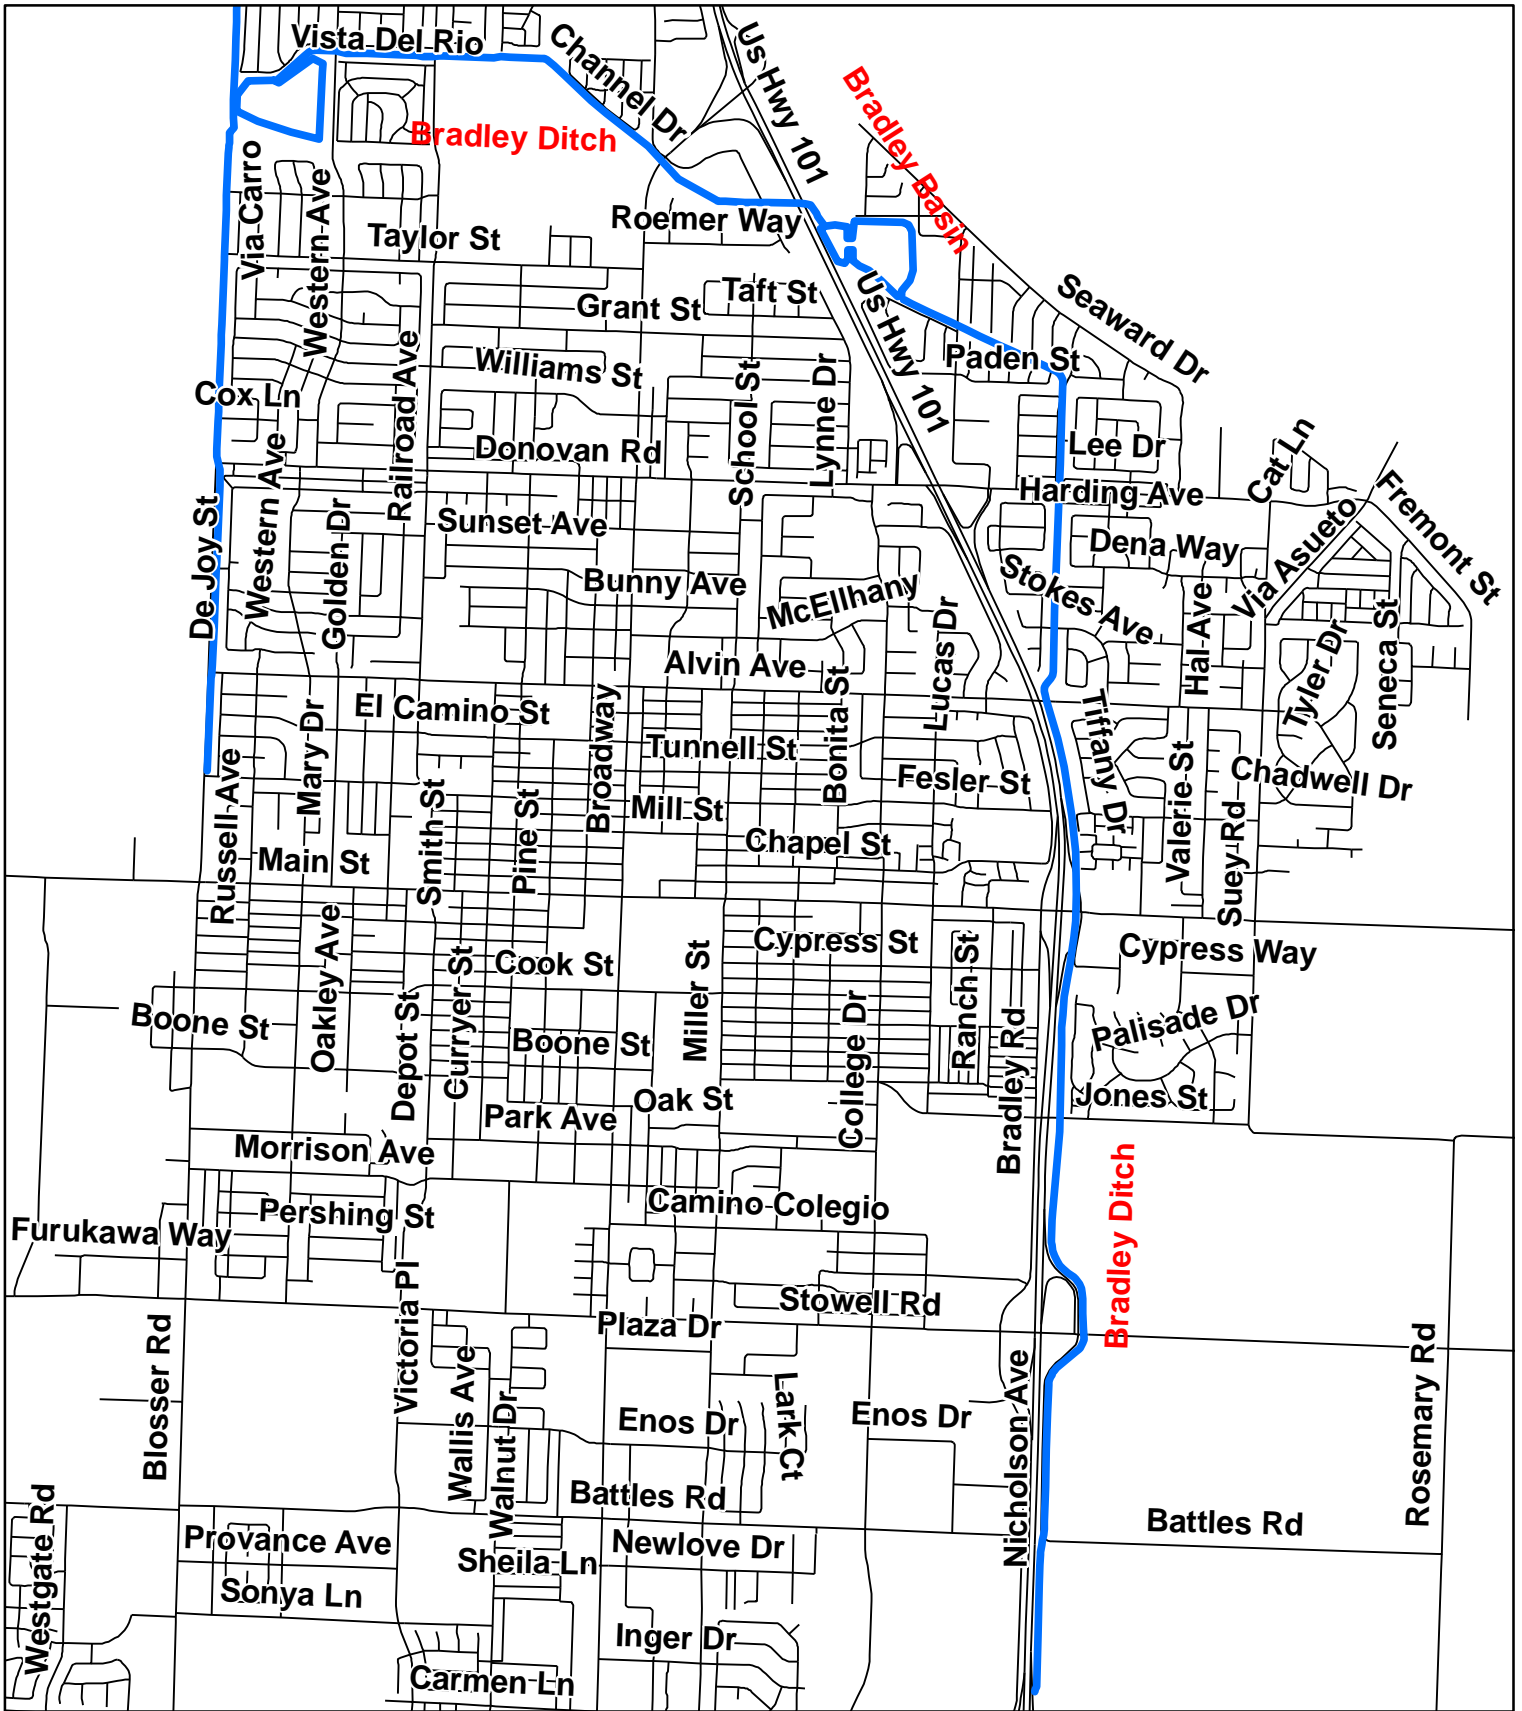 Vista Del Rio
Channel Dr
Us Hwy 101
Bradley Basin
Bradley Ditch
Via Carro
Western Ave
Taylor St
Roemer Way
Grant St
Taft St
Us Hwy 101
Seaward Dr
Williams St
Paden St
Cox Ln
Railroad Ave
School St
Lynne Dr
Donovan Rd
Lee Dr
Cat Ln
Harding Ave
Fremont St
De Joy St
Western Ave
Golden Dr
Sunset Ave
Dena Way
Via Asueto
Bunny Ave
McEllhany
Stokes Ave
Hal Ave
Alvin Ave
Lucas Dr
Tyler Dr
Seneca St
El Camino St
Mary Dr
Broadway
Tunnell St
Bonita St
Tiffany Dr
Valerie St
Fesler St
Chadwell Dr
Russell Ave
Smith St
Pine St
Mill St
Chapel St
Suey Rd
Main St
Oakley Ave
Cook St
Miller St
Cypress St
Ranch St
Cypress Way
Boone St
Depot St
Curryer St
Boone St
College Dr
Bradley Rd
Palisade Dr
Park Ave
Oak St
Jones St
Morrison Ave
Bradley Ditch
Furukawa Way
Pershing St
Camino Colegio
Victoria Pl
Stowell Rd
Plaza Dr
Blosser Rd
Wallis Ave
Walnut Dr
Enos Dr
Lark Ct
Enos Dr
Nicholson Ave
Rosemary Rd
Battles Rd
Battles Rd
Westgate Rd
Provance Ave
Sheila Ln
Newlove Dr
Sonya Ln
Inger Dr
Carmen Ln